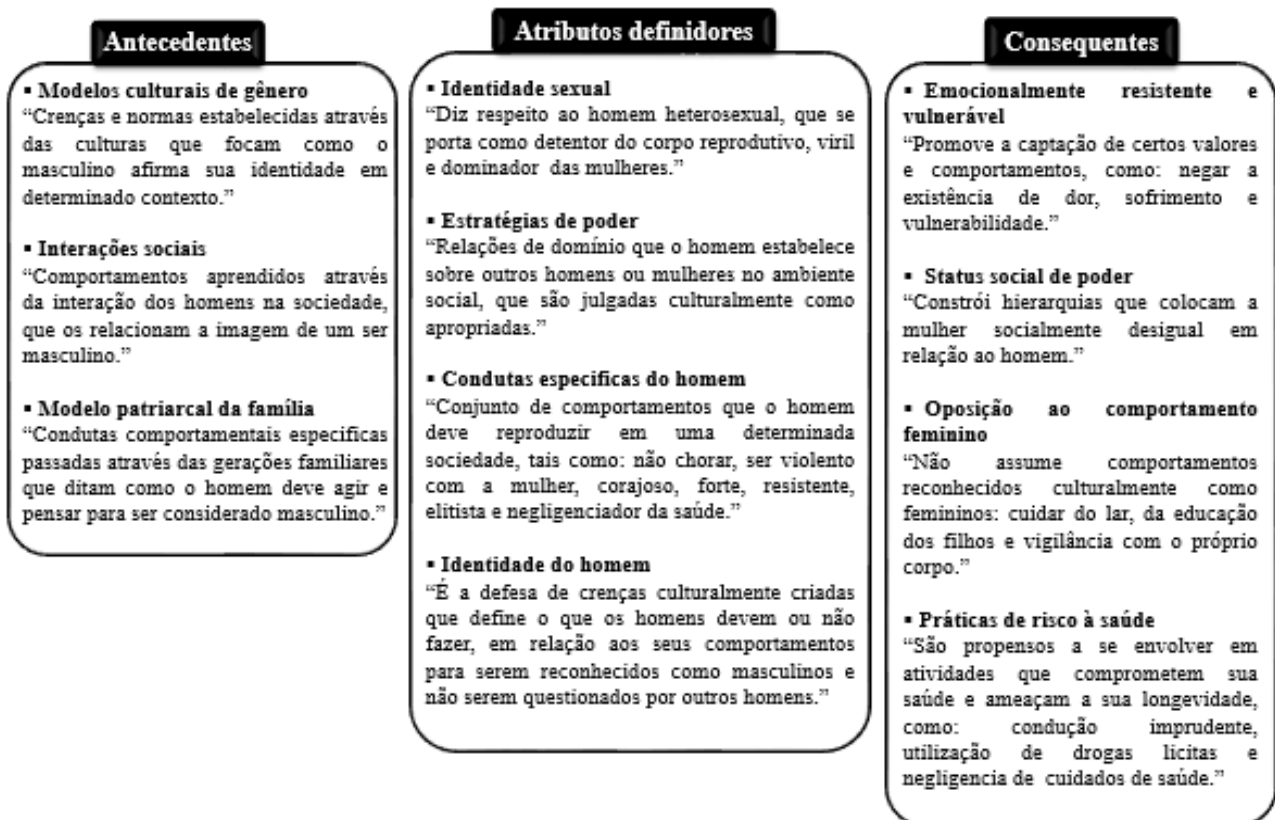 Antecedentes
▪ Modelos culturais de gênero
“Crenças e normas estabelecidas através
das culturas que focam como o
masculino afirma sua identidade em
determinado contexto.”
▪ Interações sociais
“Comportamentos aprendidos através
da interação dos homens na sociedade,
que os relacionam a imagem de um ser
masculino.”
▪ Modelo patriarcal da família
“Condutas comportamentais especificas
passadas através das gerações familiares
que ditam como o homem deve agir e
pensar para ser considerado masculino.”
Atributos definidores
▪ Identidade sexual
“Diz respeito ao homem heterosexual, que se
porta como detentor do corpo reprodutivo, viril
e dominador das mulheres.”
▪ Estratégias de poder
“Relações de domínio que o homem estabelece
sobre outros homens ou mulheres no ambiente
social, que são julgadas culturalmente como
apropriadas.”
▪ Condutas especificas do homem
“Conjunto de comportamentos que o homem
deve reproduzir em uma determinada
sociedade, tais como: não chorar, ser violento
com a mulher, corajoso, forte, resistente,
elitista e negligenciador da saúde.”
▪ Identidade do homem
“É a defesa de crenças culturalmente criadas
que define o que os homens devem ou não
fazer, em relação aos seus comportamentos
para serem reconhecidos como masculinos e
não serem questionados por outros homens.”
Consequentes
▪ Emocionalmente resistente e
vulnerável
“Promove a captação de certos valores
e comportamentos, como: negar a
existência de dor, sofrimento e
vulnerabilidade.”
▪ Status social de poder
“Constrói hierarquias que colocam a
mulher socialmente desigual em
relação ao homem.”
▪ Oposição ao comportamento
feminino
“Não assume comportamentos
reconhecidos culturalmente como
femininos: cuidar do lar, da educação
dos filhos e vigilância com o próprio
corpo.”
▪ Práticas de risco à saúde
“São propensos a se envolver em
atividades que comprometem sua
saúde e ameaçam a sua longevidade,
como: condução imprudente,
utilização de drogas licitas e
negligencia de cuidados de saúde.”